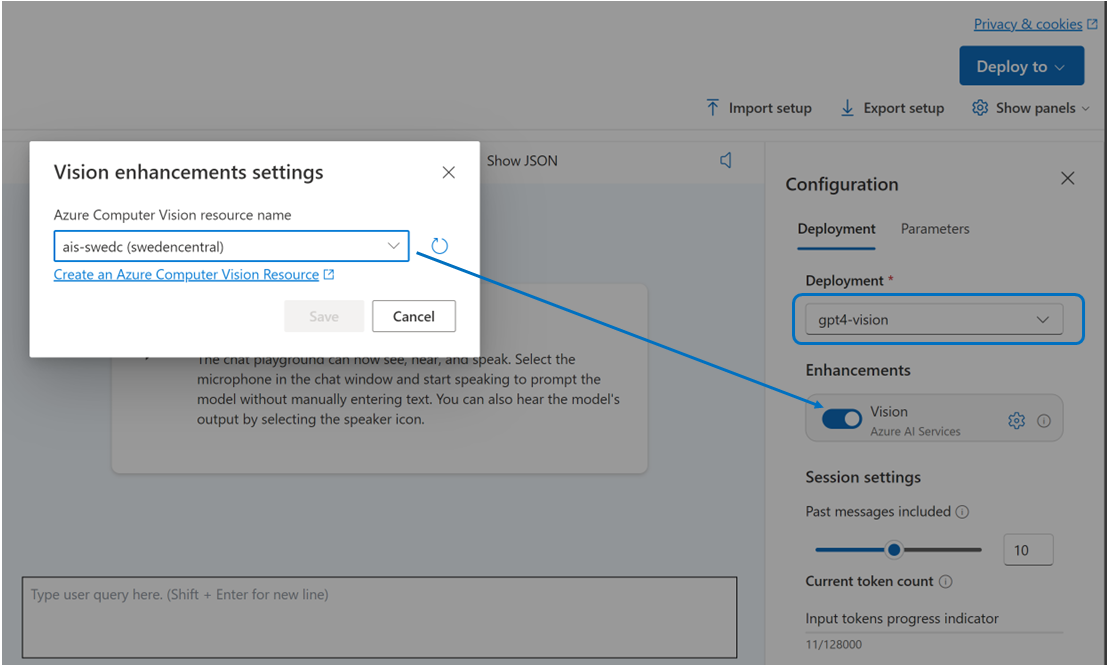 Privacy & cookies
Deploy to
Import setup
Export setup
Show panels
Vision enhancements settings
Azure Computer Vision resource name
ais-swedc (swedencentral)
Create an Azure Computer Vision Resource
Save
Cancel
Show JSON
The chat playground can now see, hear, and speak. Select the
microphone in the chat window and start speaking to prompt the
model without manually entering text. You can also hear the model's
output by selecting the speaker icon.
Type user query here. (Shift + Enter for new line)
Configuration
Deployment
Parameters
Deployment *
gpt4-vision
Enhancements
Vision
Azure AI Services
Session settings
Past messages included
10
Current token count
Input tokens progress indicator
11/128000